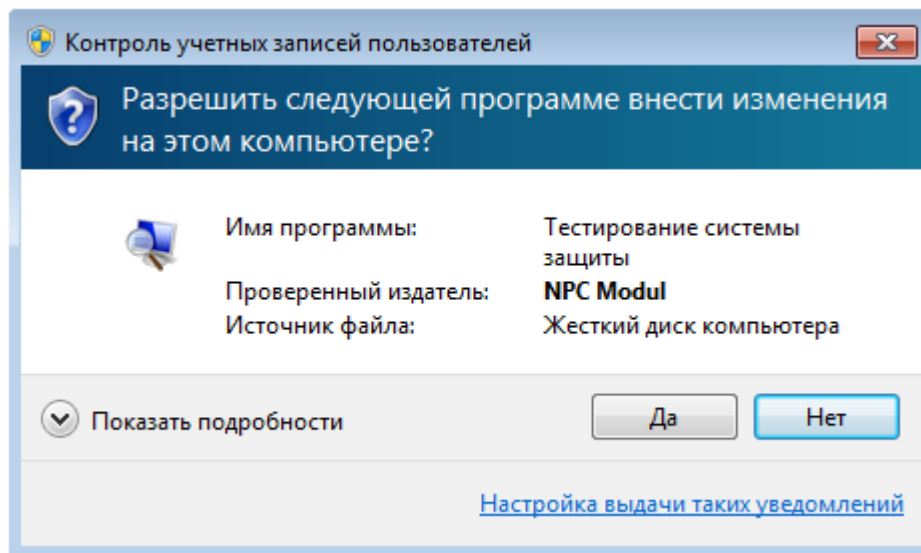 Контроль учетных записей пользователей
Разрешить следующей программе внести изменения
на этом компьютере?
Имя программы: Тестирование системы
защиты
Проверенный издатель: NPC Modul
Источник файла: Жесткий диск компьютера
Показать подробности
Да Нет
Настройка выдачи таких уведомлений